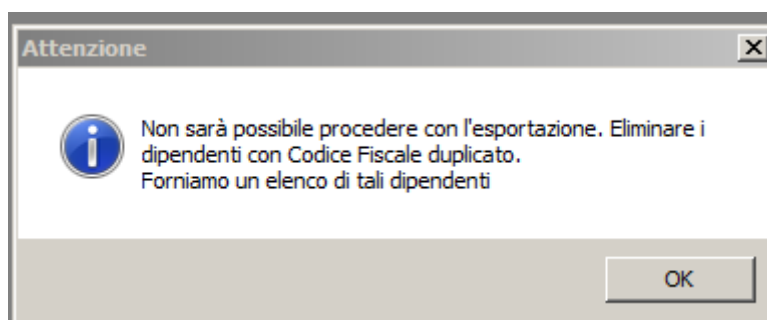 Attenzione
Non sarà possibile procedere con l'esportazione. Eliminare i
dipendenti con Codice Fiscale duplicato.
Forniamo un elenco di tali dipendenti
OK